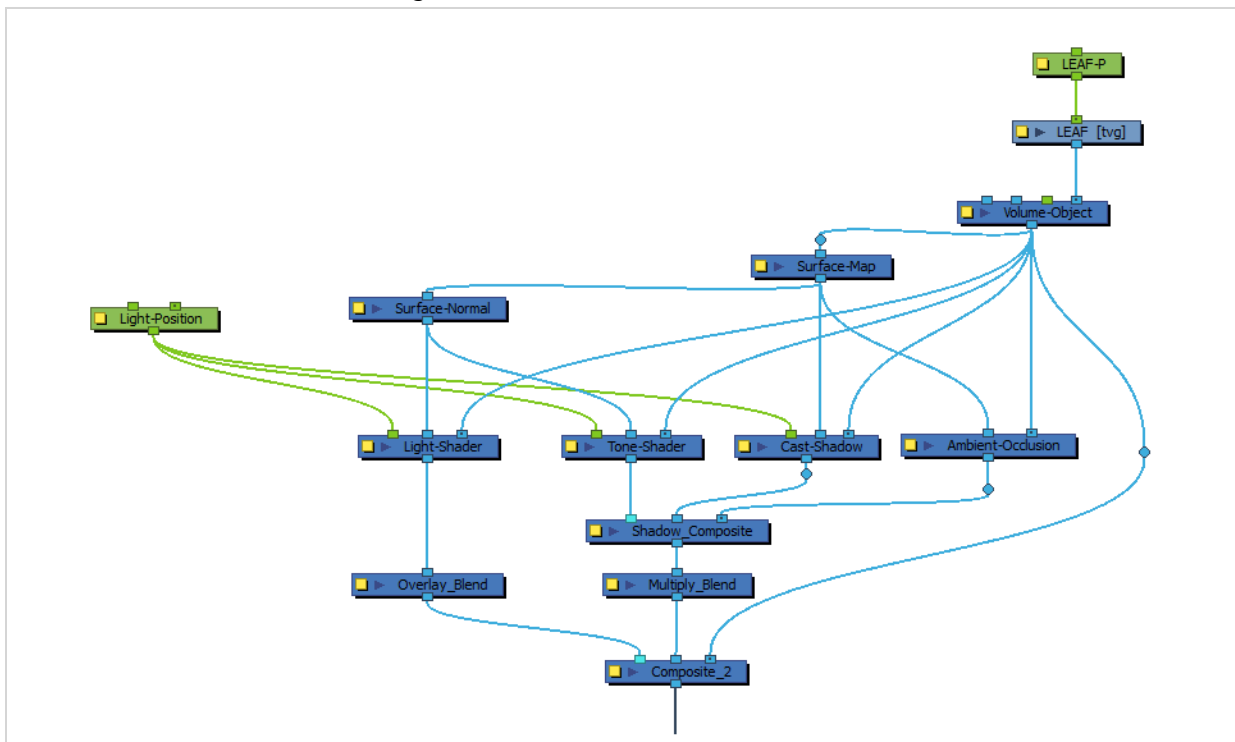 LEAF-P
LEAF [tvg]
Volume-Object
Surface-Map
Surface-Normal
Light-Position
Light-Shader
Tone-Shader
Cast-Shadow
Ambient-Occlusion
Shadow_Composite
Overlay_Blend
Multiply_Blend
Composite_2